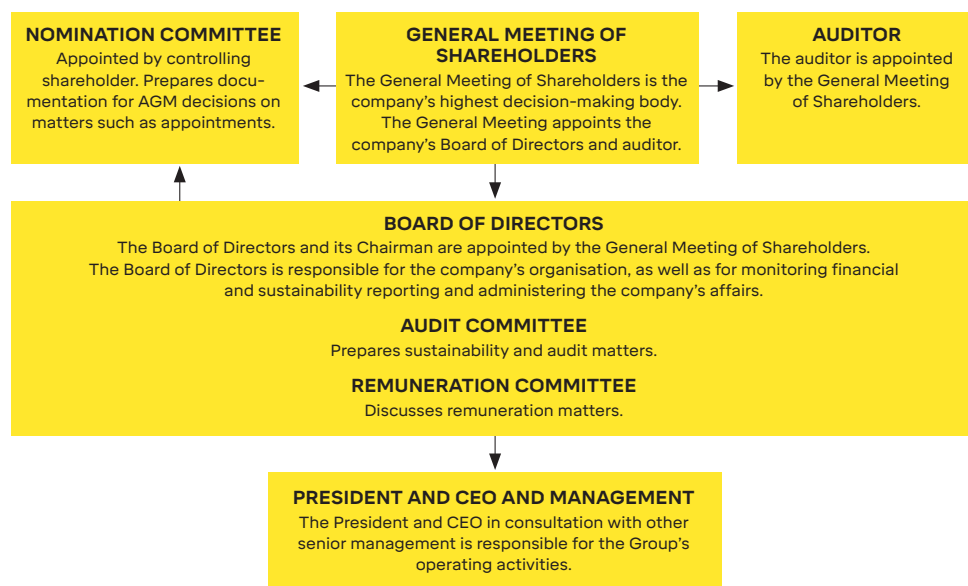 NOMINATION COMMITTEE
Appointed by controlling
shareholder. Prepares docu-
mentation for AGM decisions on
matters such as appointments.
GENERAL MEETING OF
SHAREHOLDERS
The General Meeting of Shareholders is the
company's highest decision-making body.
The General Meeting appoints the
company's Board of Directors and auditor.
AUDITOR
The auditor is appointed
by the General Meeting
of Shareholders.
BOARD OF DIRECTORS
The Board of Directors and its Chairman are appointed by the General Meeting of Shareholders.
The Board of Directors is responsible for the company's organisation, as well as for monitoring financial
and sustainability reporting and administering the company's affairs.
AUDIT COMMITTEE
Prepares sustainability and audit matters.
REMUNERATION COMMITTEE
Discusses remuneration matters.
PRESIDENT AND CEO AND MANAGEMENT
The President and CEO in consultation with other
senior management is responsible for the Group's
operating activities.